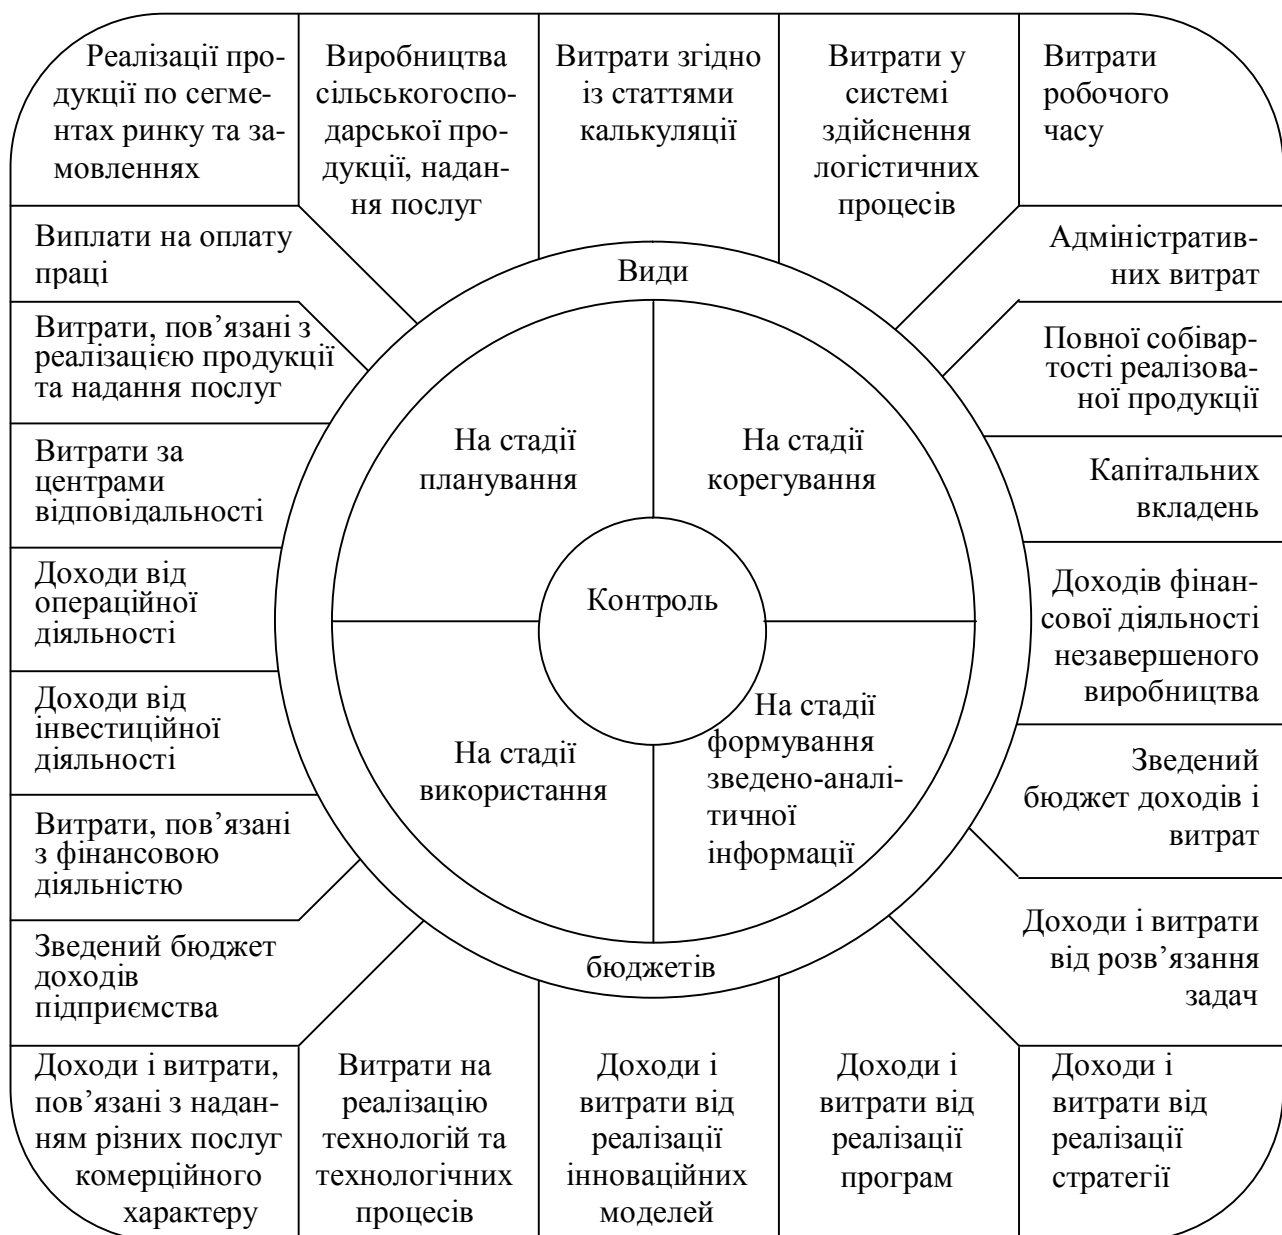 Реалізації про-
дукції по сегме-
нтах ринку та за-
мовленнях
Виробництва
сільськогоспо-
дарської про-
дукції, надан-
ня послуг
Витрати згідно
із статтями
калькуляції
Витрати у
системі
здійснення
логістичних
процесів
Витрати
робочого
часу
Виплати на оплату
праці
Витрати, пов’язані з
реалізацією продукції
та надання послуг
Витрати за
центрами
відповідальності
Доходи від
операційної
діяльності
Доходи від
інвестиційної
діяльності
Витрати, пов’язані
з фінансовою
діяльністю
Зведений бюджет
доходів
підприємства
Види
На стадії
планування
На стадії
корегування
Контроль
На стадії
використання
На стадії
формування
зведено-аналі-
тичної
інформації
бюджетів
Адміністратив-
них витрат
Повної собівар-
тості реалізова-
ної продукції
Капітальних
вкладень
Доходів фінан-
сової діяльності
незавершеного
виробництва
Зведений
бюджет доходів і
витрат
Доходи і витрати
від розв’язання
задач
Доходи і витрати,
пов’язані з надан-
ням різних послуг
комерційного
характеру
Витрати на
реалізацію
технологій та
технологічних
процесів
Доходи і
витрати від
реалізації
інноваційних
моделей
Доходи і
витрати від
реалізації
програм
Доходи і
витрати від
реалізації
стратегії